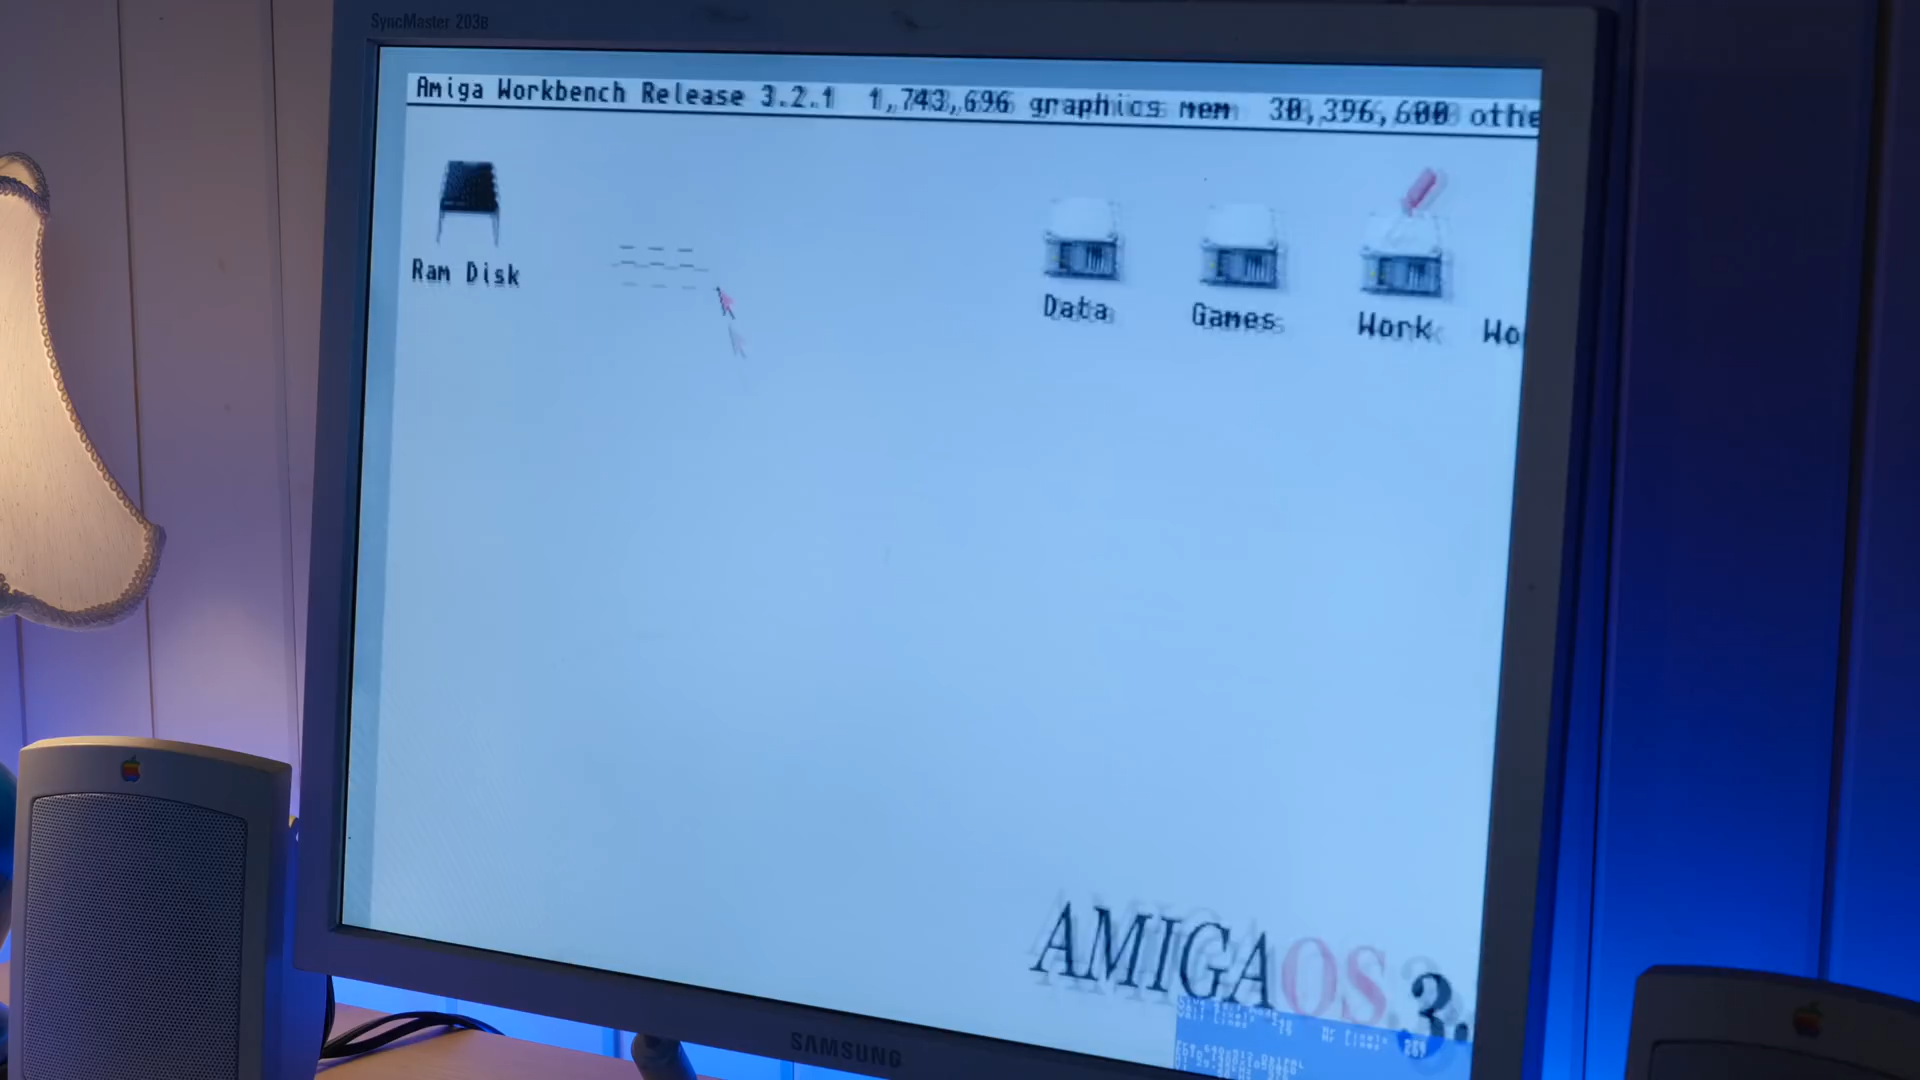 SyncMaster 203B
Amiga Workbench Release 3.2.1 1,743,696 graphics mem 30,396,600 othe
Ram Disk
Data
Games
Work
Wo
AMIGAOS 3.
SAMSUNG